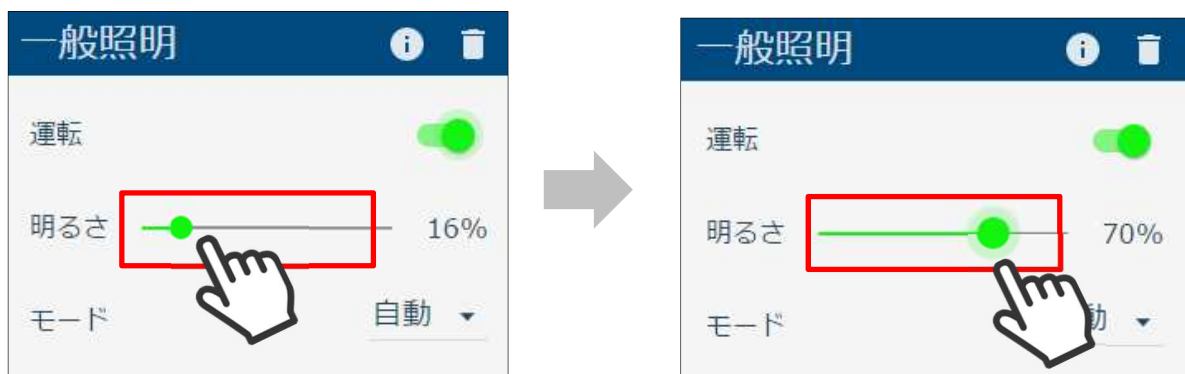 一般照明
運転
明るさ 16%
モード 自動
一般照明
運転
明るさ 70%
モード 動